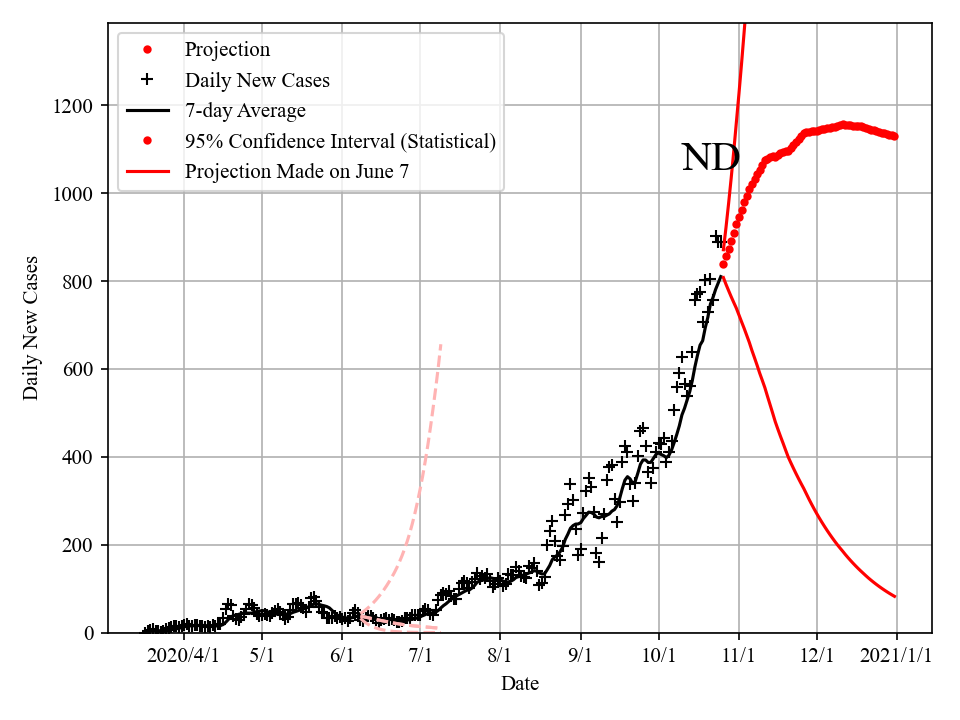 Projection
Daily New Cases
7-day Average
95% Confidence Interval (Statistical)
Projection Made on June 7
ND
1200
1000
800
600
400
200
0
Daily New Cases
2020/4/1 5/1 6/1 7/1 8/1 9/1 10/1 11/1 12/1 2021/1/1
Date